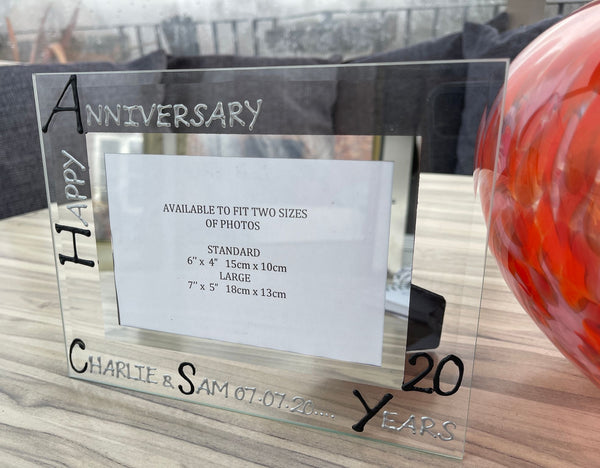 ANNIVERSARY
HAPPY
AVAILABLE TO FIT TWO SIZES
OF PHOTOS
STANDARD
6" x 4" 15cm x 10cm
LARGE
7" x 5" 18cm x 13cm
20
CHARLIE & SAM 07.07.20.... YEARS